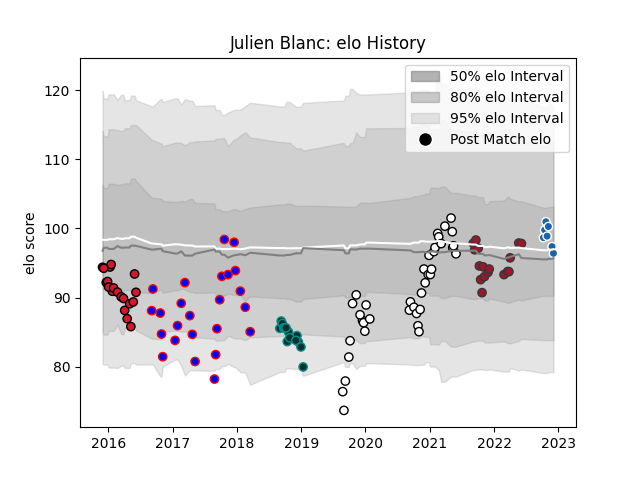 Julien Blanc: elo History
50% elo Interval
80% elo Interval
95% elo Interval
Post Match elo
elo score
120
110
100
90
80
2016 2017 2018 2019 2020 2021 2022 2023